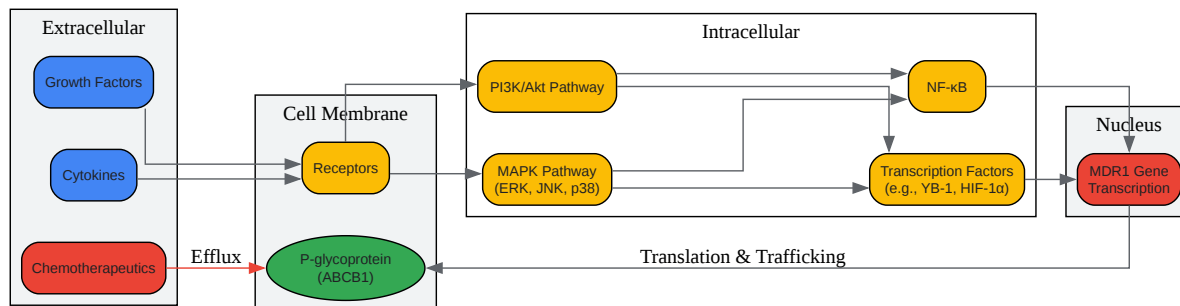 Extracellular
Growth Factors
Cytokines
Chemotherapeutics
Efflux
Cell Membrane
Receptors
P-glycoprotein
(ABCB1)
Intracellular
PI3K/Akt Pathway
MAPK Pathway
(ERK, JNK, p38)
NF-κB
Transcription Factors
(e.g., YB-1, HIF-1α)
Nucleus
MDR1 Gene
Transcription
Translation & Trafficking